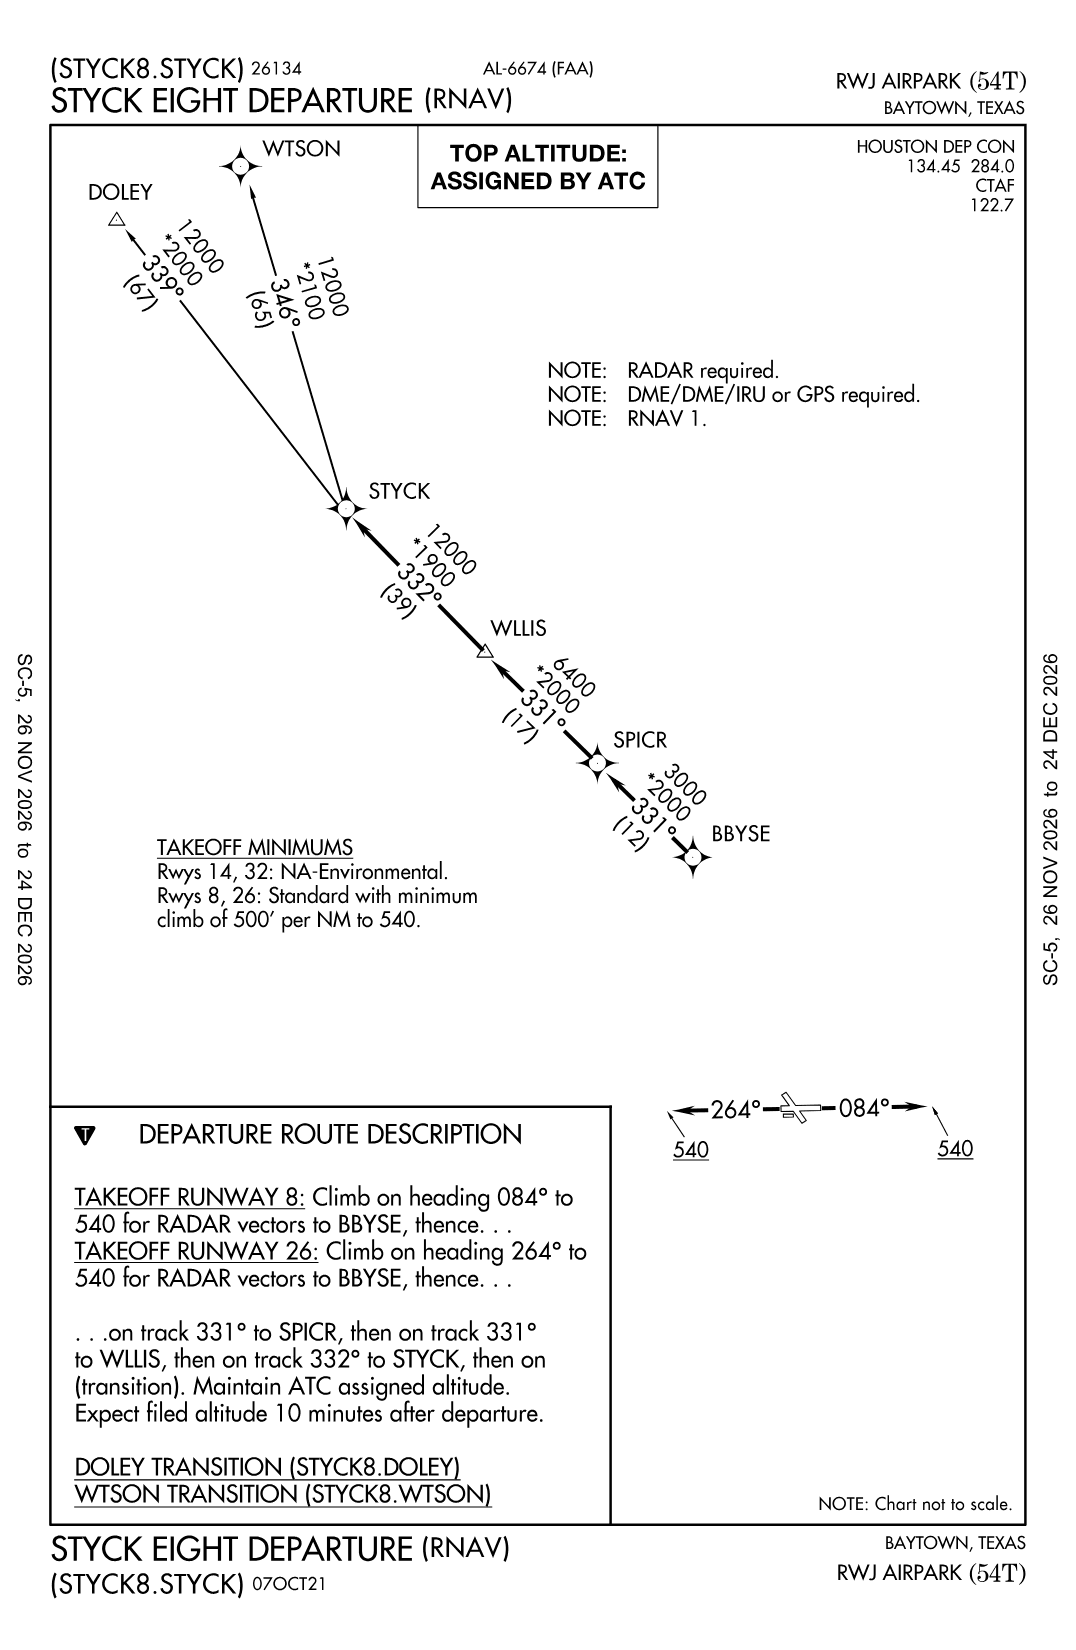 (STYCK8.STYCK) 26134
AL-6674 (FAA)
STYCK EIGHT DEPARTURE (RNAV)
RWJ AIRPARK (54T)
BAYTOWN, TEXAS
TOP ALTITUDE:
ASSIGNED BY ATC
HOUSTON DEP CON
134.45 284.0
CTAF
122.7
WTSON
DOLEY
12000
*2000
339°
(67)
12000
*2100
346°
(65)
NOTE: RADAR required.
NOTE: DME/DME/IRU or GPS required.
NOTE: RNAV 1.
STYCK
12000
*1900
332°
(39)
WLLIS
6400
*2000
331°
(17)
SPICR
3000
*2000
331°
(12)
BBYSE
SC-5, 26 NOV 2026 to 24 DEC 2026
SC-5, 26 NOV 2026 to 24 DEC 2026
TAKEOFF MINIMUMS
Rwys 14, 32: NA-Environmental.
Rwys 8, 26: Standard with minimum
climb of 500' per NM to 540.
264°
084°
540
540
T
DEPARTURE ROUTE DESCRIPTION
TAKEOFF RUNWAY 8: Climb on heading 084° to
540 for RADAR vectors to BBYSE, thence. . .
TAKEOFF RUNWAY 26: Climb on heading 264° to
540 for RADAR vectors to BBYSE, thence. . .
. . .on track 331° to SPICR, then on track 331°
to WLLIS, then on track 332° to STYCK, then on
(transition). Maintain ATC assigned altitude.
Expect filed altitude 10 minutes after departure.
DOLEY TRANSITION (STYCK8.DOLEY)
WTSON TRANSITION (STYCK8.WTSON)
NOTE: Chart not to scale.
STYCK EIGHT DEPARTURE (RNAV)
(STYCK8.STYCK) 07OCT21
BAYTOWN, TEXAS
RWJ AIRPARK (54T)